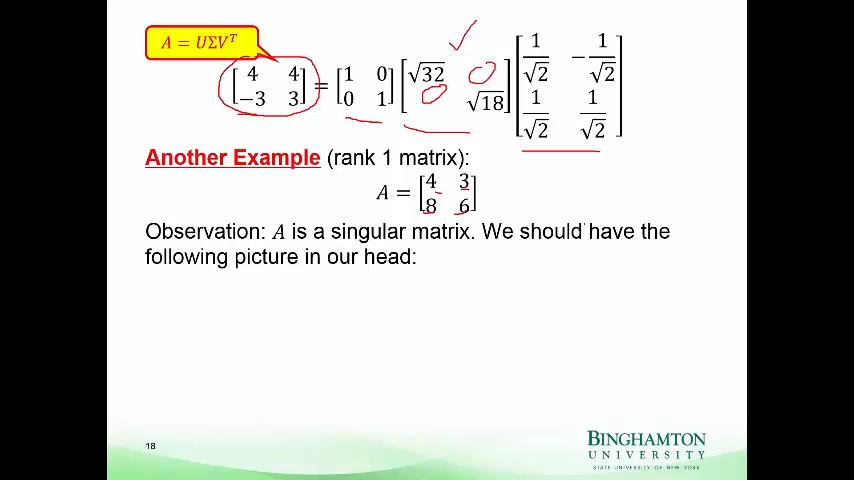 A = UΣVᵀ
[4 4; −3 3] = [1 0; 0 1] [√32 0; 0 √18] [1/√2 −1/√2; 1/√2 1/√2]
Another Example (rank 1 matrix):
A = [4 3; 8 6]
Observation: A is a singular matrix. We should have the
following picture in our head:
18
BINGHAMTON
UNIVERSITY
STATE UNIVERSITY OF NEW YORK